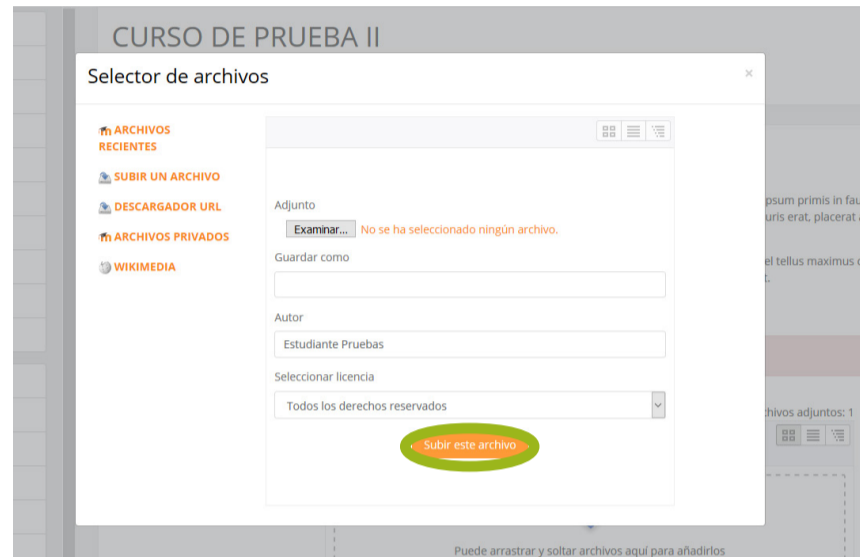 CURSO DE PRUEBA II
Selector de archivos
×
ARCHIVOS
RECIENTES
SUBIR UN ARCHIVO
DESCARGADOR URL
ARCHIVOS PRIVADOS
WIKIMEDIA
Adjunto
Examinar... No se ha seleccionado ningún archivo.
Guardar como
Autor
Estudiante Pruebas
Seleccionar licencia
Todos los derechos reservados
Subir este archivo
psum primis in fau
uris erat, placerat a
el tellus maximus
t.
hivos adjuntos: 1
Puede arrastrar y soltar archivos aquí para añadirlos